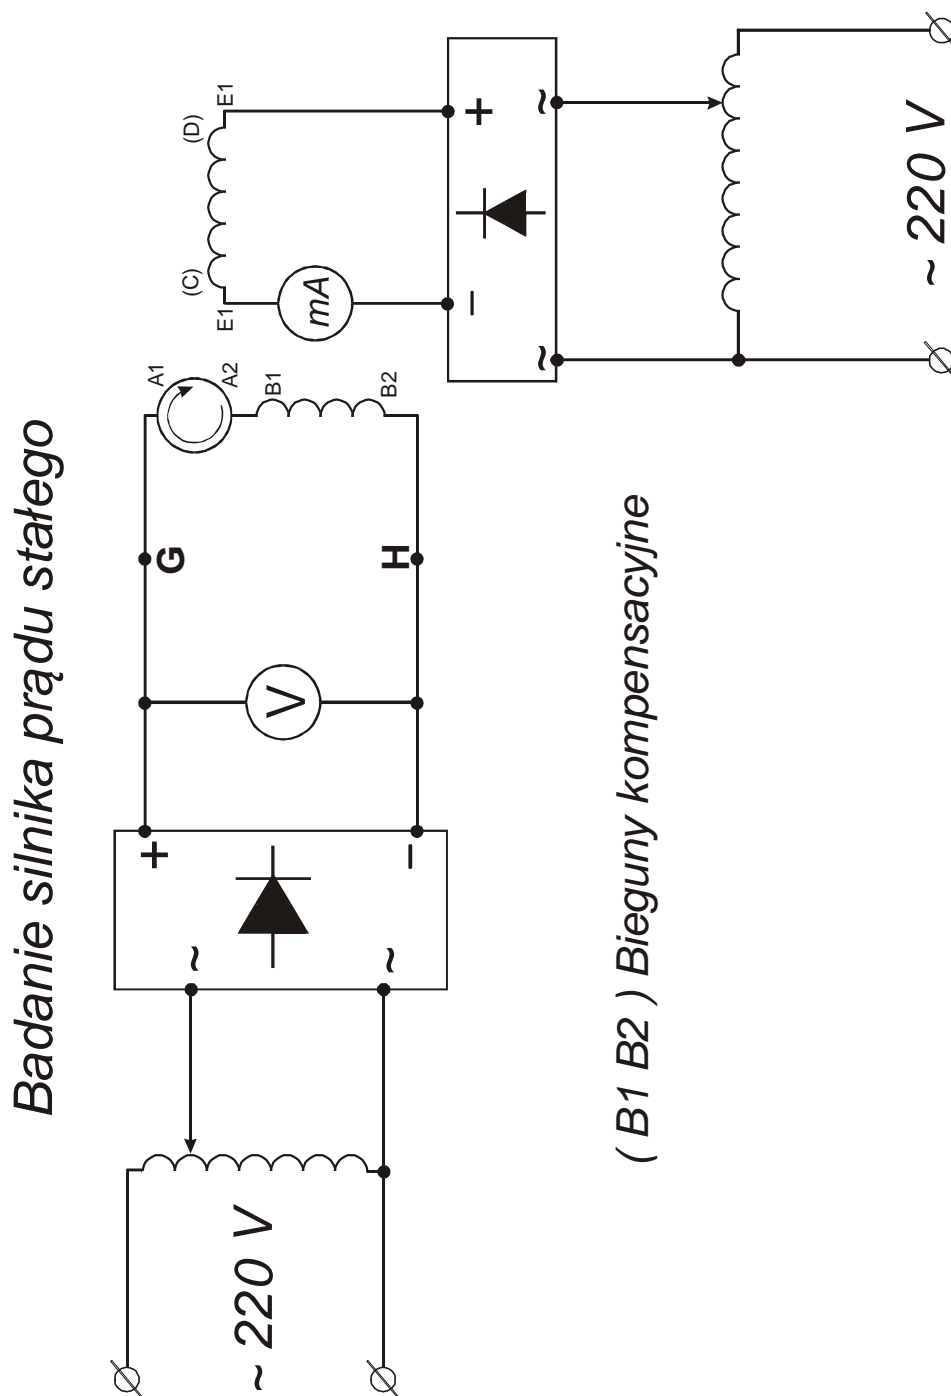 Badanie silnika prądu stałego
~ 220 V
~
~
+
–
V
G
H
A1
A2
B1
B2
E1
(C)
(D)
E1
mA
–
+
~
~
~ 220 V
( B1 B2 ) Bieguny kompensacyjne